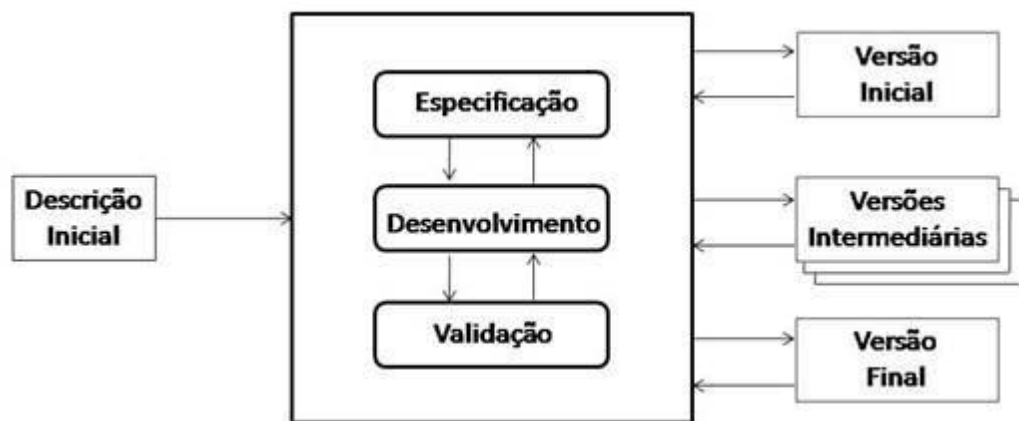 Descrição
Inicial
Especificação
Desenvolvimento
Validação
Versão
Inicial
Versões
Intermediárias
Versão
Final